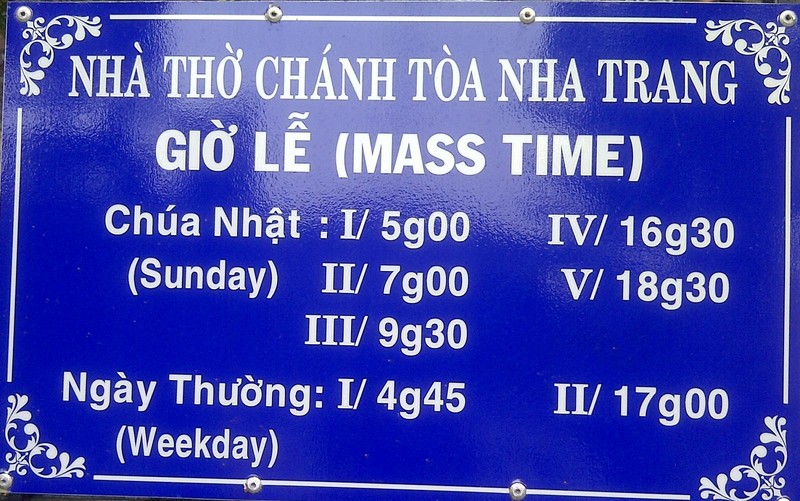 NHÀ THỜ CHÁNH TÒA NHA TRANG
GIỜ LỄ (MASS TIME)
Chúa Nhật : I/ 5g00 IV/ 16g30
(Sunday) II/ 7g00 V/ 18g30
III/ 9g30
Ngày Thường: I/ 4g45 II/ 17g00
(Weekday)